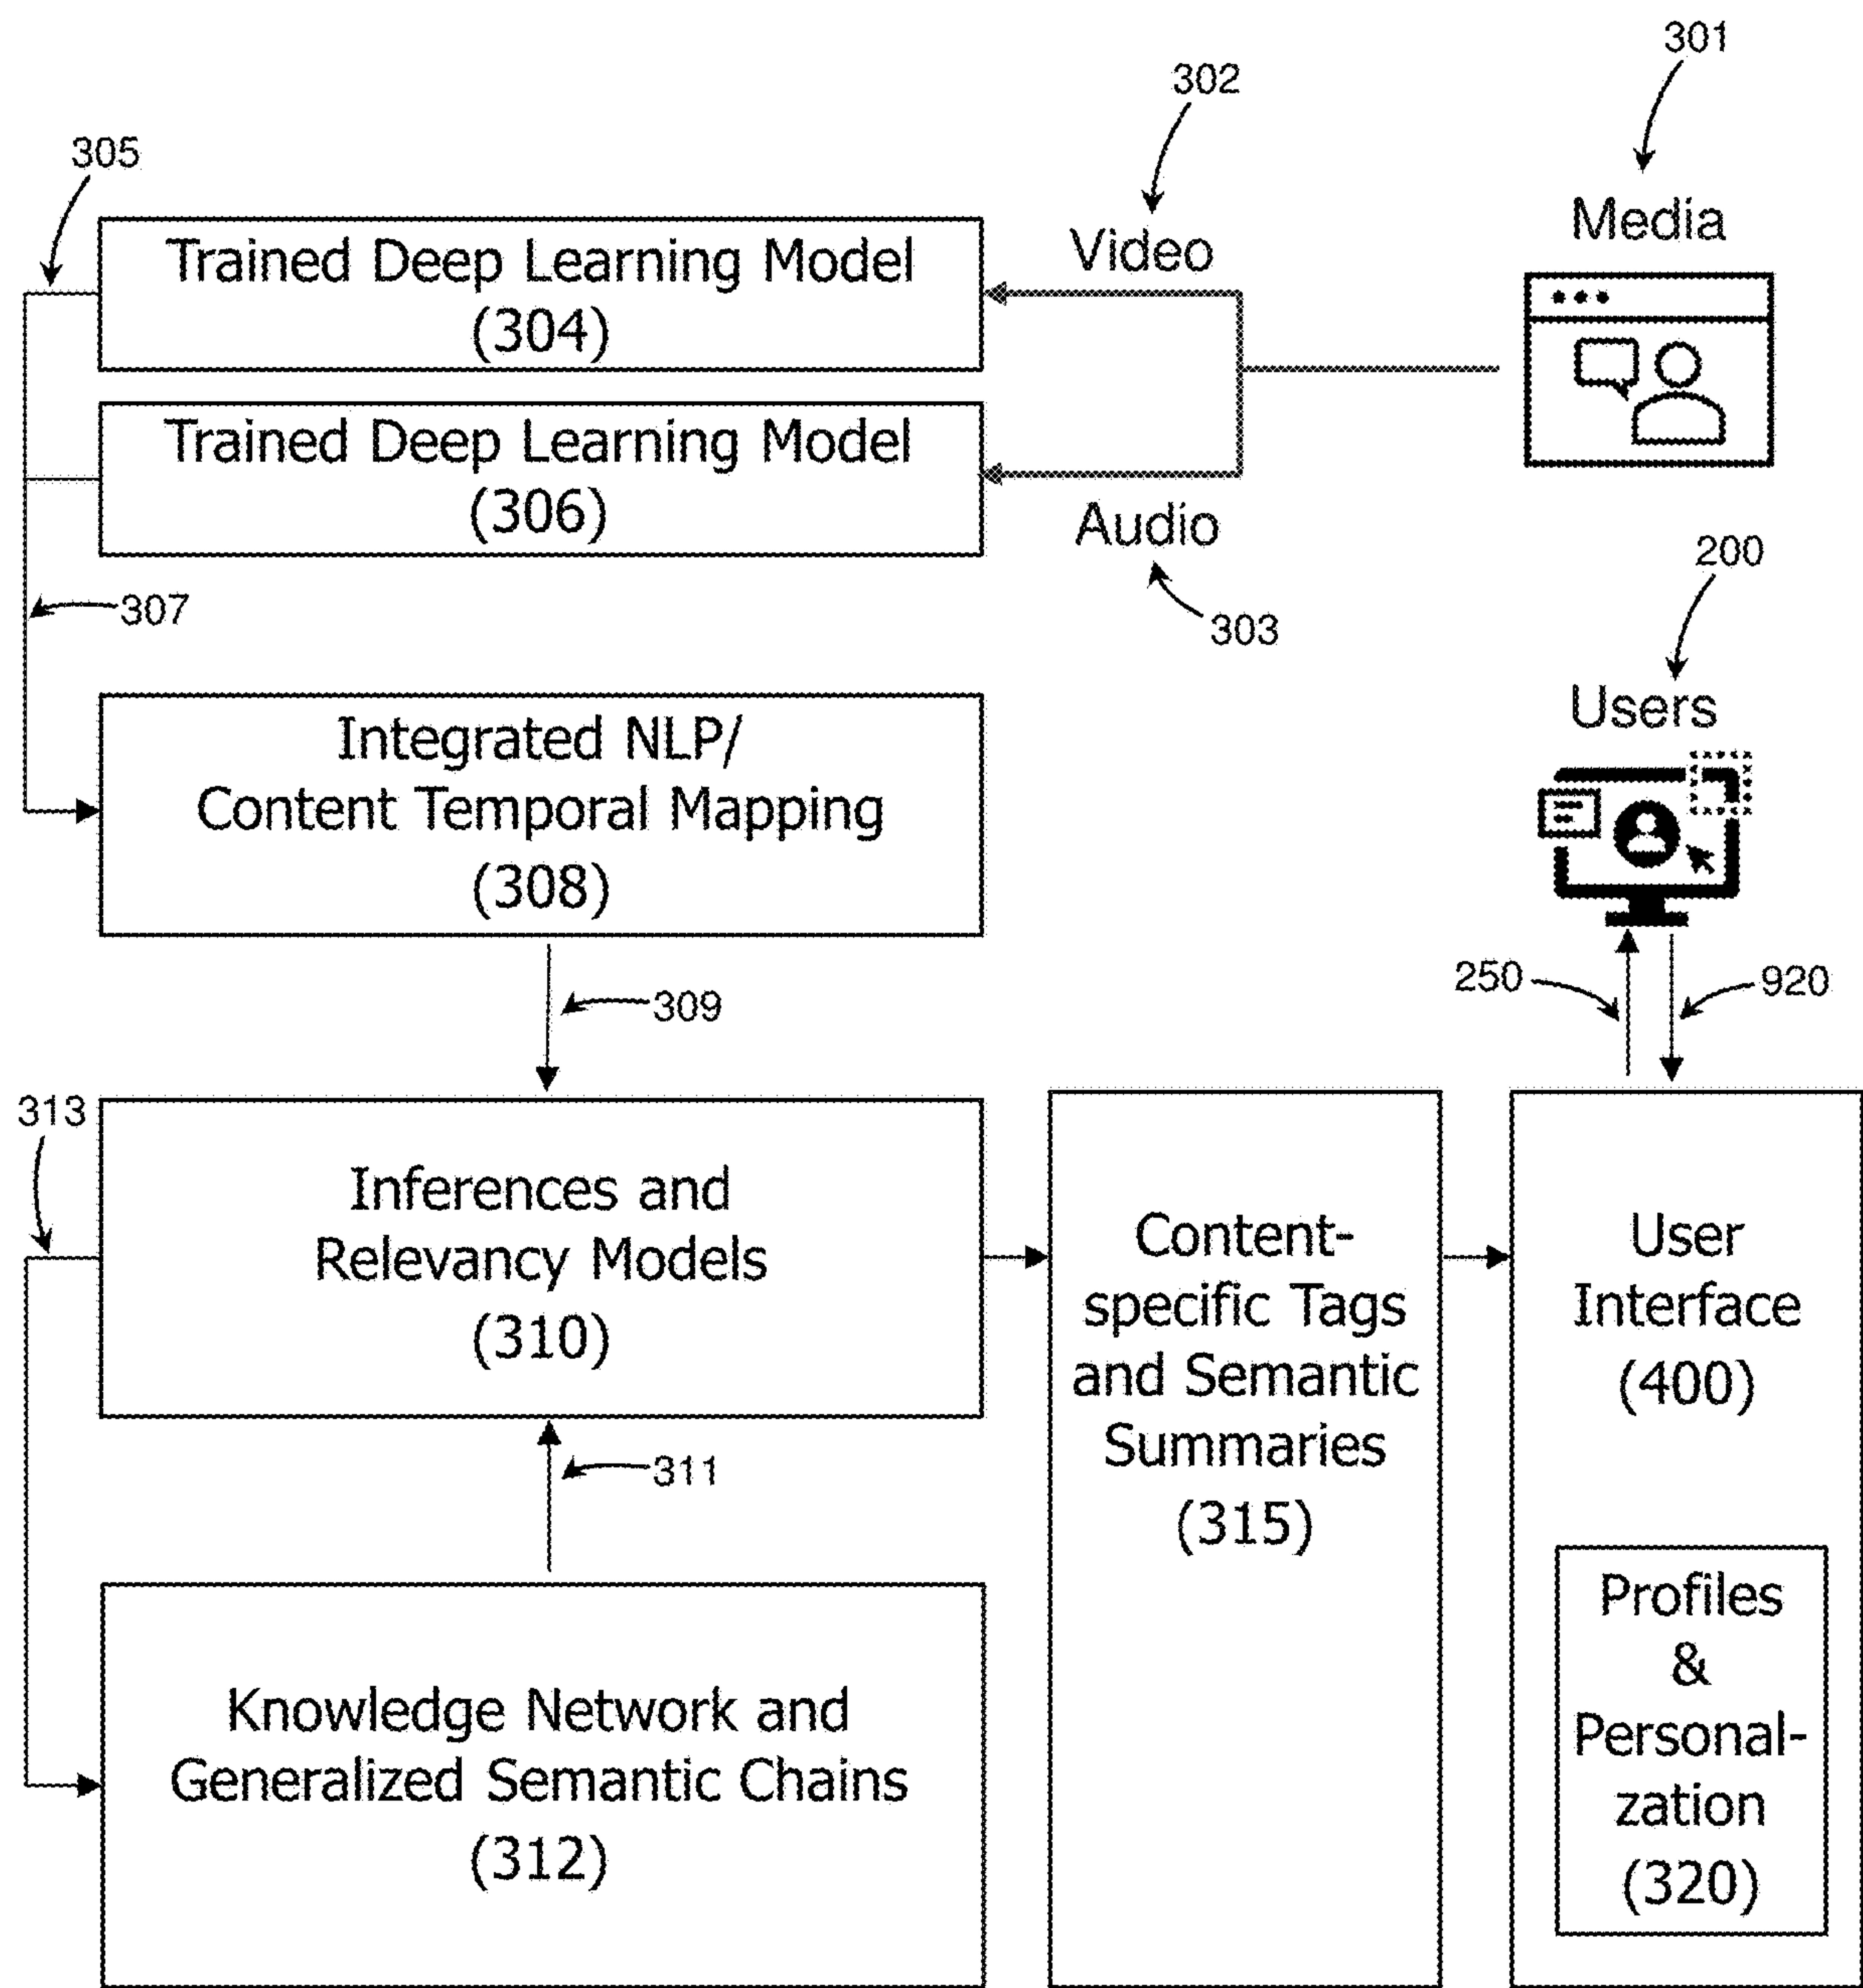 301
Media
302
Video
305
Trained Deep Learning Model
(304)
Trained Deep Learning Model
(306)
Audio
303
307
200
Users
Integrated NLP/
Content Temporal Mapping
(308)
309
250
920
313
Inferences and
Relevancy Models
(310)
311
Knowledge Network and
Generalized Semantic Chains
(312)
Content-
specific Tags
and Semantic
Summaries
(315)
User
Interface
(400)
Profiles
&
Personal-
zation
(320)